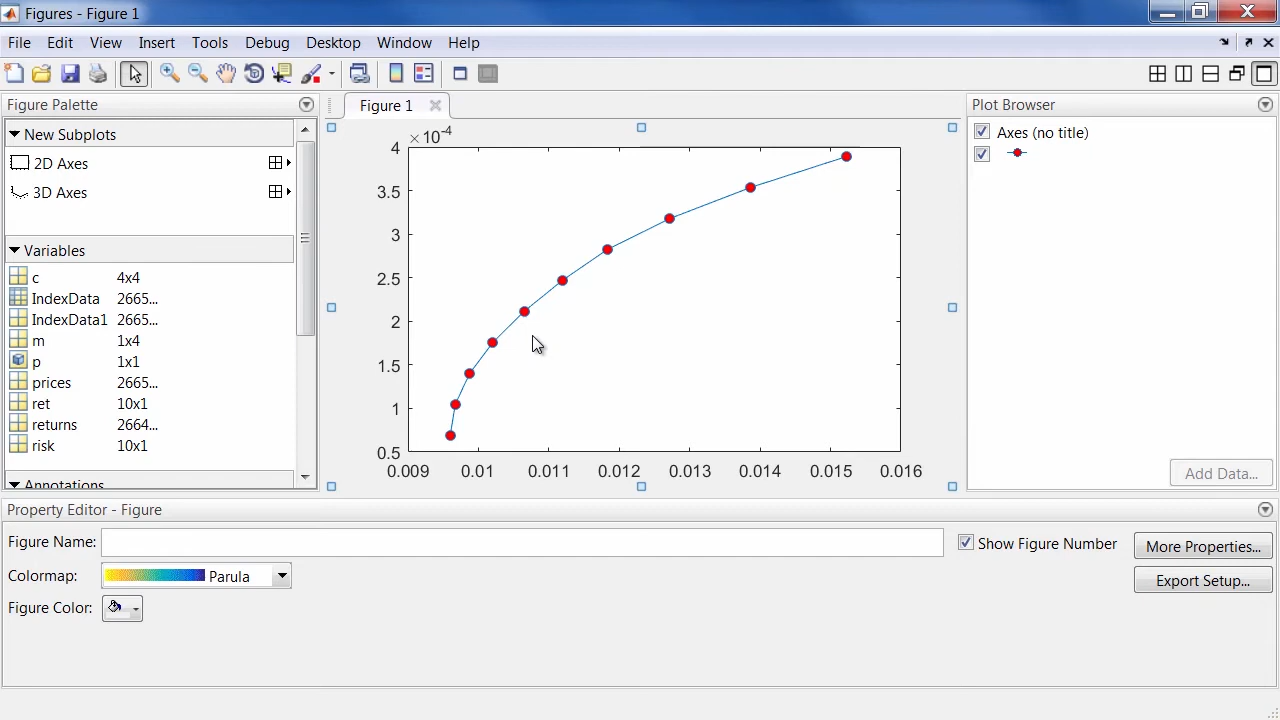 Figures - Figure 1
File Edit View Insert Tools Debug Desktop Window Help
Figure Palette
New Subplots
2D Axes
3D Axes
Variables
c 4x4
IndexData 2665...
IndexData1 2665...
m 1x4
p 1x1
prices 2665...
ret 10x1
returns 2664...
risk 10x1
Annotations
Figure 1
×10-4
4
3.5
3
2.5
2
1.5
1
0.5
0.009 0.01 0.011 0.012 0.013 0.014 0.015 0.016
Plot Browser
Axes (no title)
Add Data...
Property Editor - Figure
Figure Name:
Show Figure Number
More Properties...
Colormap: Parula
Export Setup...
Figure Color: